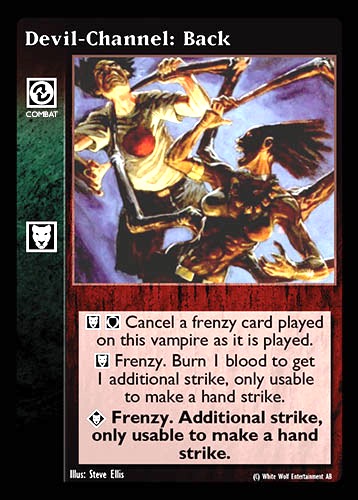 Devil-Channel: Back
COMBAT
Cancel a frenzy card played
on this vampire as it is played.
Frenzy. Burn 1 blood to get
1 additional strike, only usable
to make a hand strike.
Frenzy. Additional strike,
only usable to make a hand
strike.
Illus: Steve Ellis
(C) White Wolf Entertainment AB